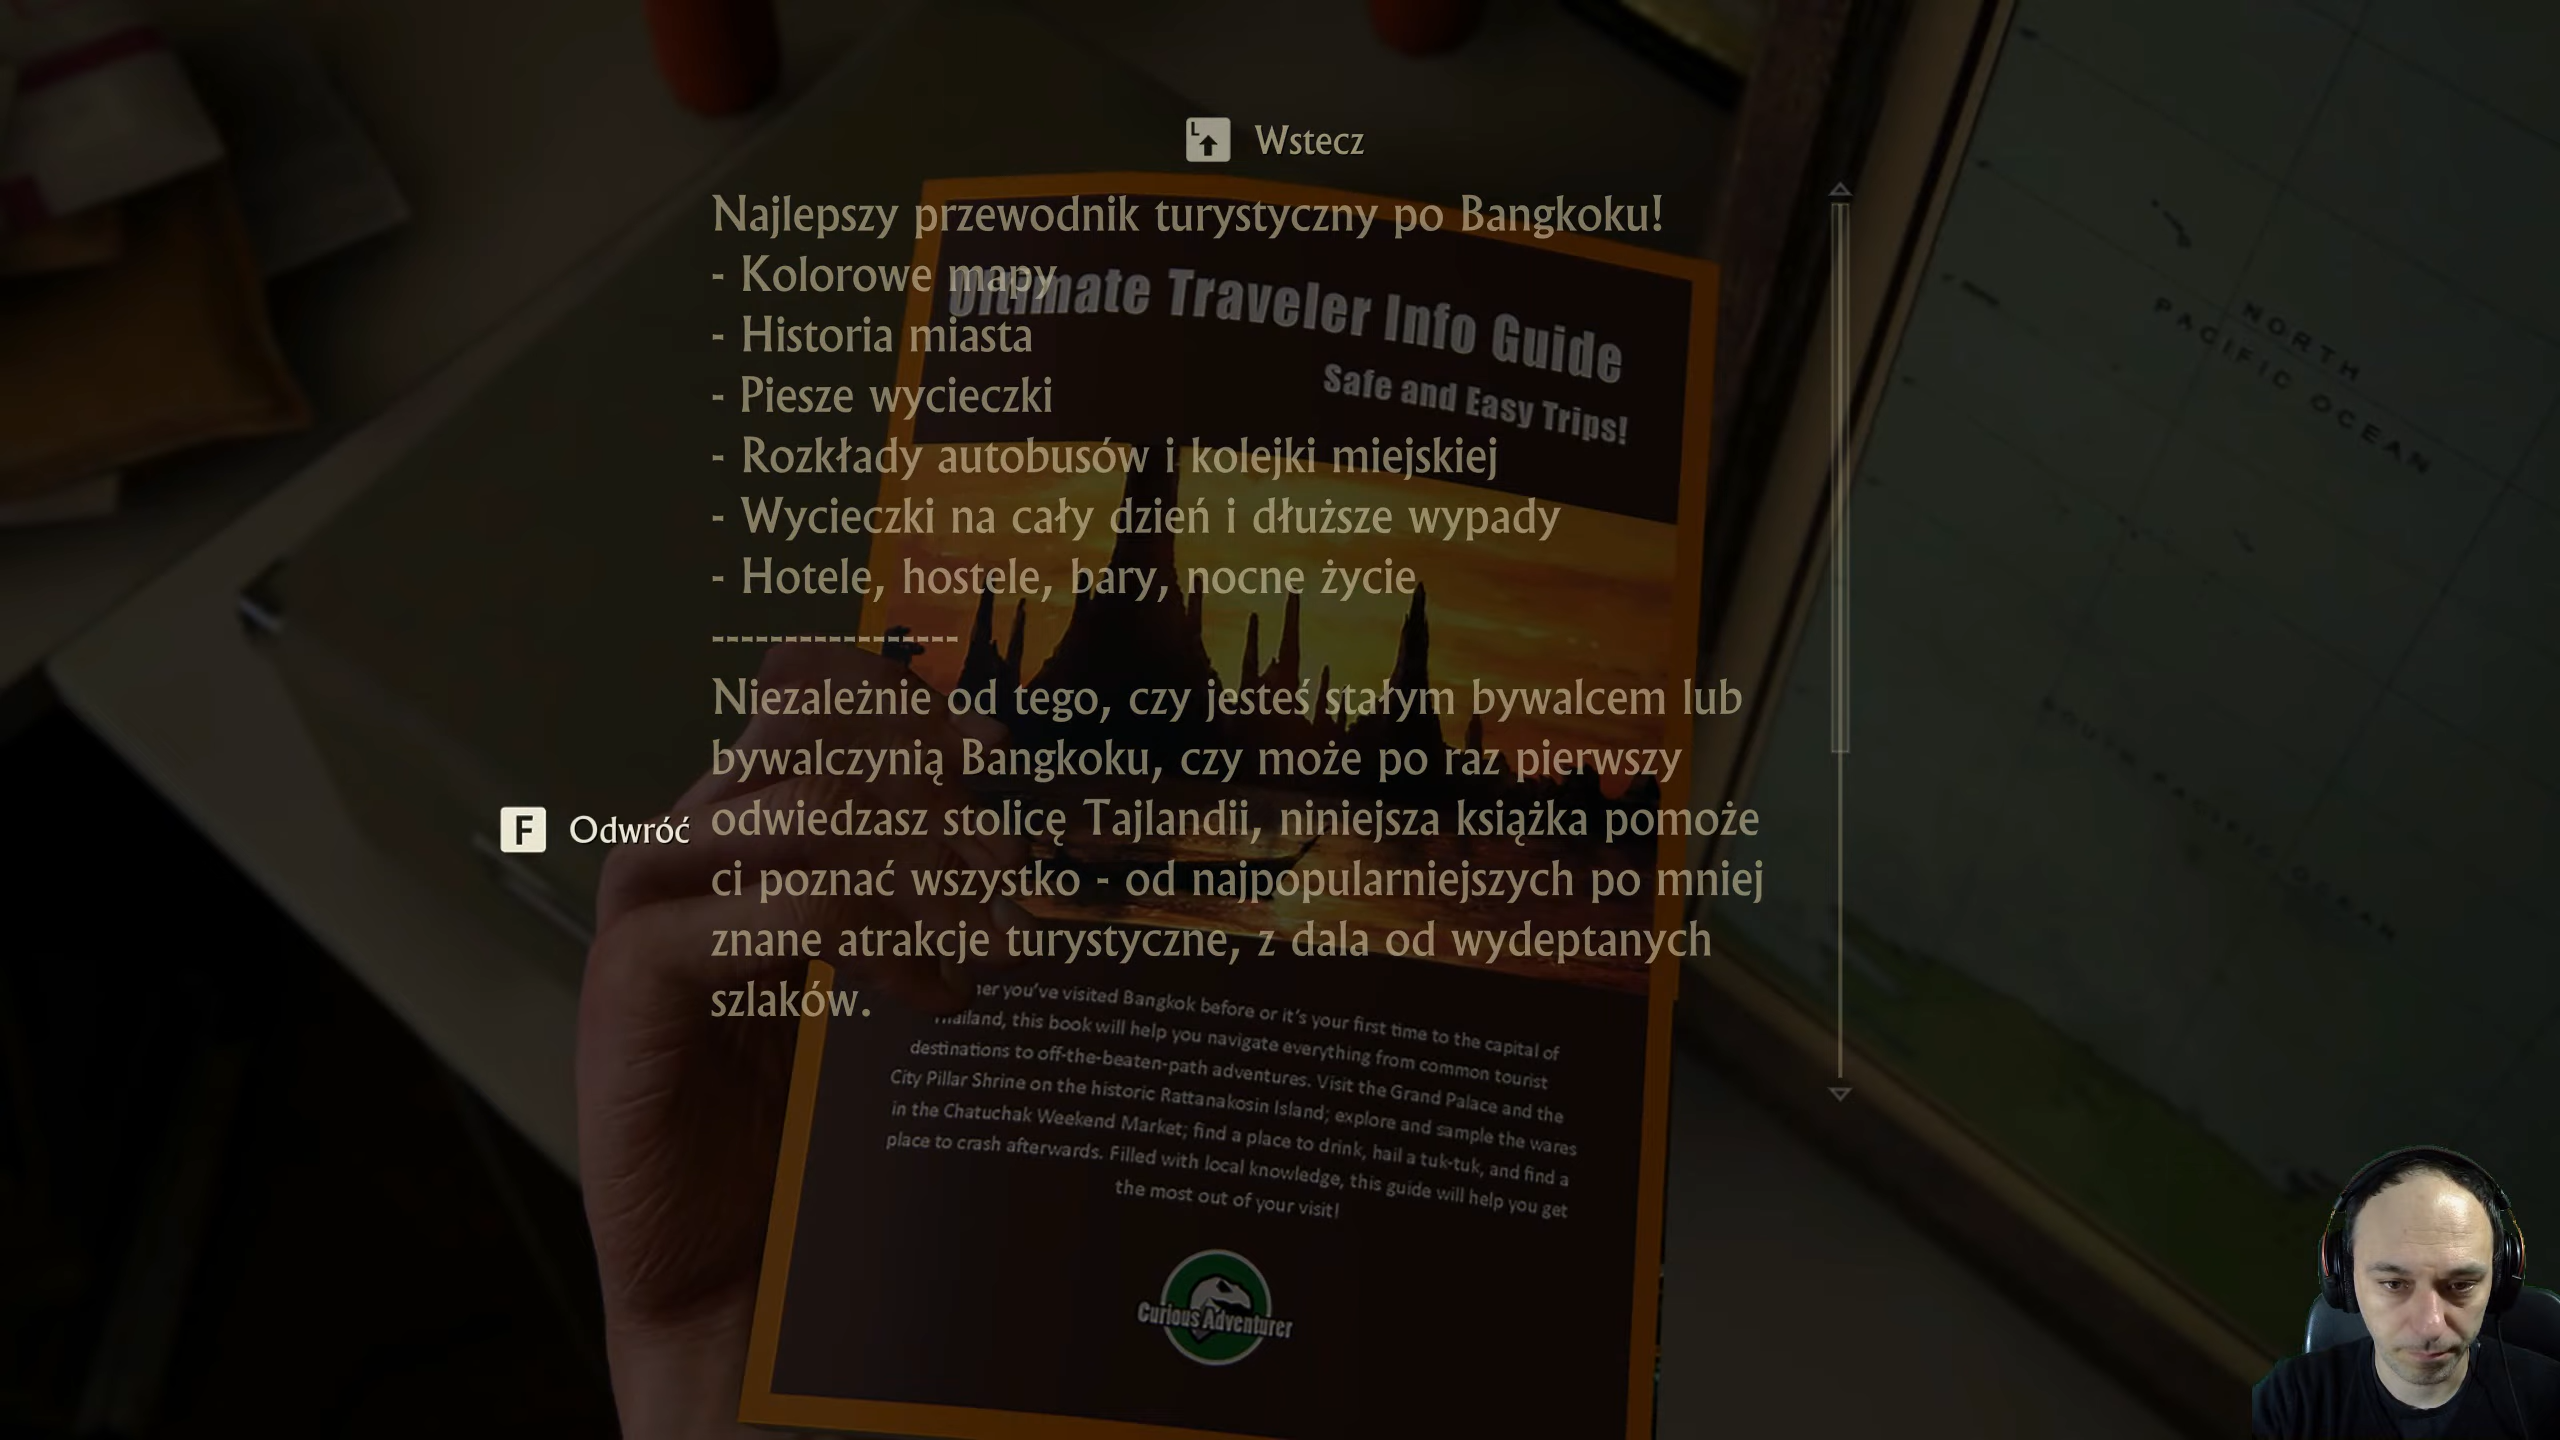 Wstecz
Najlepszy przewodnik turystyczny po Bangkoku!
- Kolorowe mapy
- Historia miasta
- Piesze wycieczki
- Rozkłady autobusów i kolejki miejskiej
- Wycieczki na cały dzień i dłuższe wypady
- Hotele, hostele, bary, nocne życie
-----------------
Niezależnie od tego, czy jesteś stałym bywalcem lub
bywalczynią Bangkoku, czy może po raz pierwszy
odwiedzasz stolicę Tajlandii, niniejsza książka pomoże
ci poznać wszystko - od najpopularniejszych po mniej
znane atrakcje turystyczne, z dala od wydeptanych
szlaków.
F Odwróć
Ultimate Traveler Info Guide
Safe and Easy Trips!
you've visited Bangkok before or it's your first time to the capital of
Thailand, this book will help you navigate everything from common tourist
destinations to off-the-beaten-path adventures. Visit the Grand Palace and the
City Pillar Shrine on the historic Rattanakosin Island; explore and sample the wares
in the Chatuchak Weekend Market; find a place to drink, hail a tuk-tuk, and find a
place to crash afterwards. Filled with local knowledge, this guide will help you get
the most out of your visit!
Curious Adventurer
NORTH
PACIFIC OCEAN
SOUTH PACIFIC OCEAN